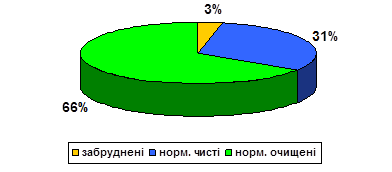 3%
31%
66%
забруднені норм. чисті норм. очищені